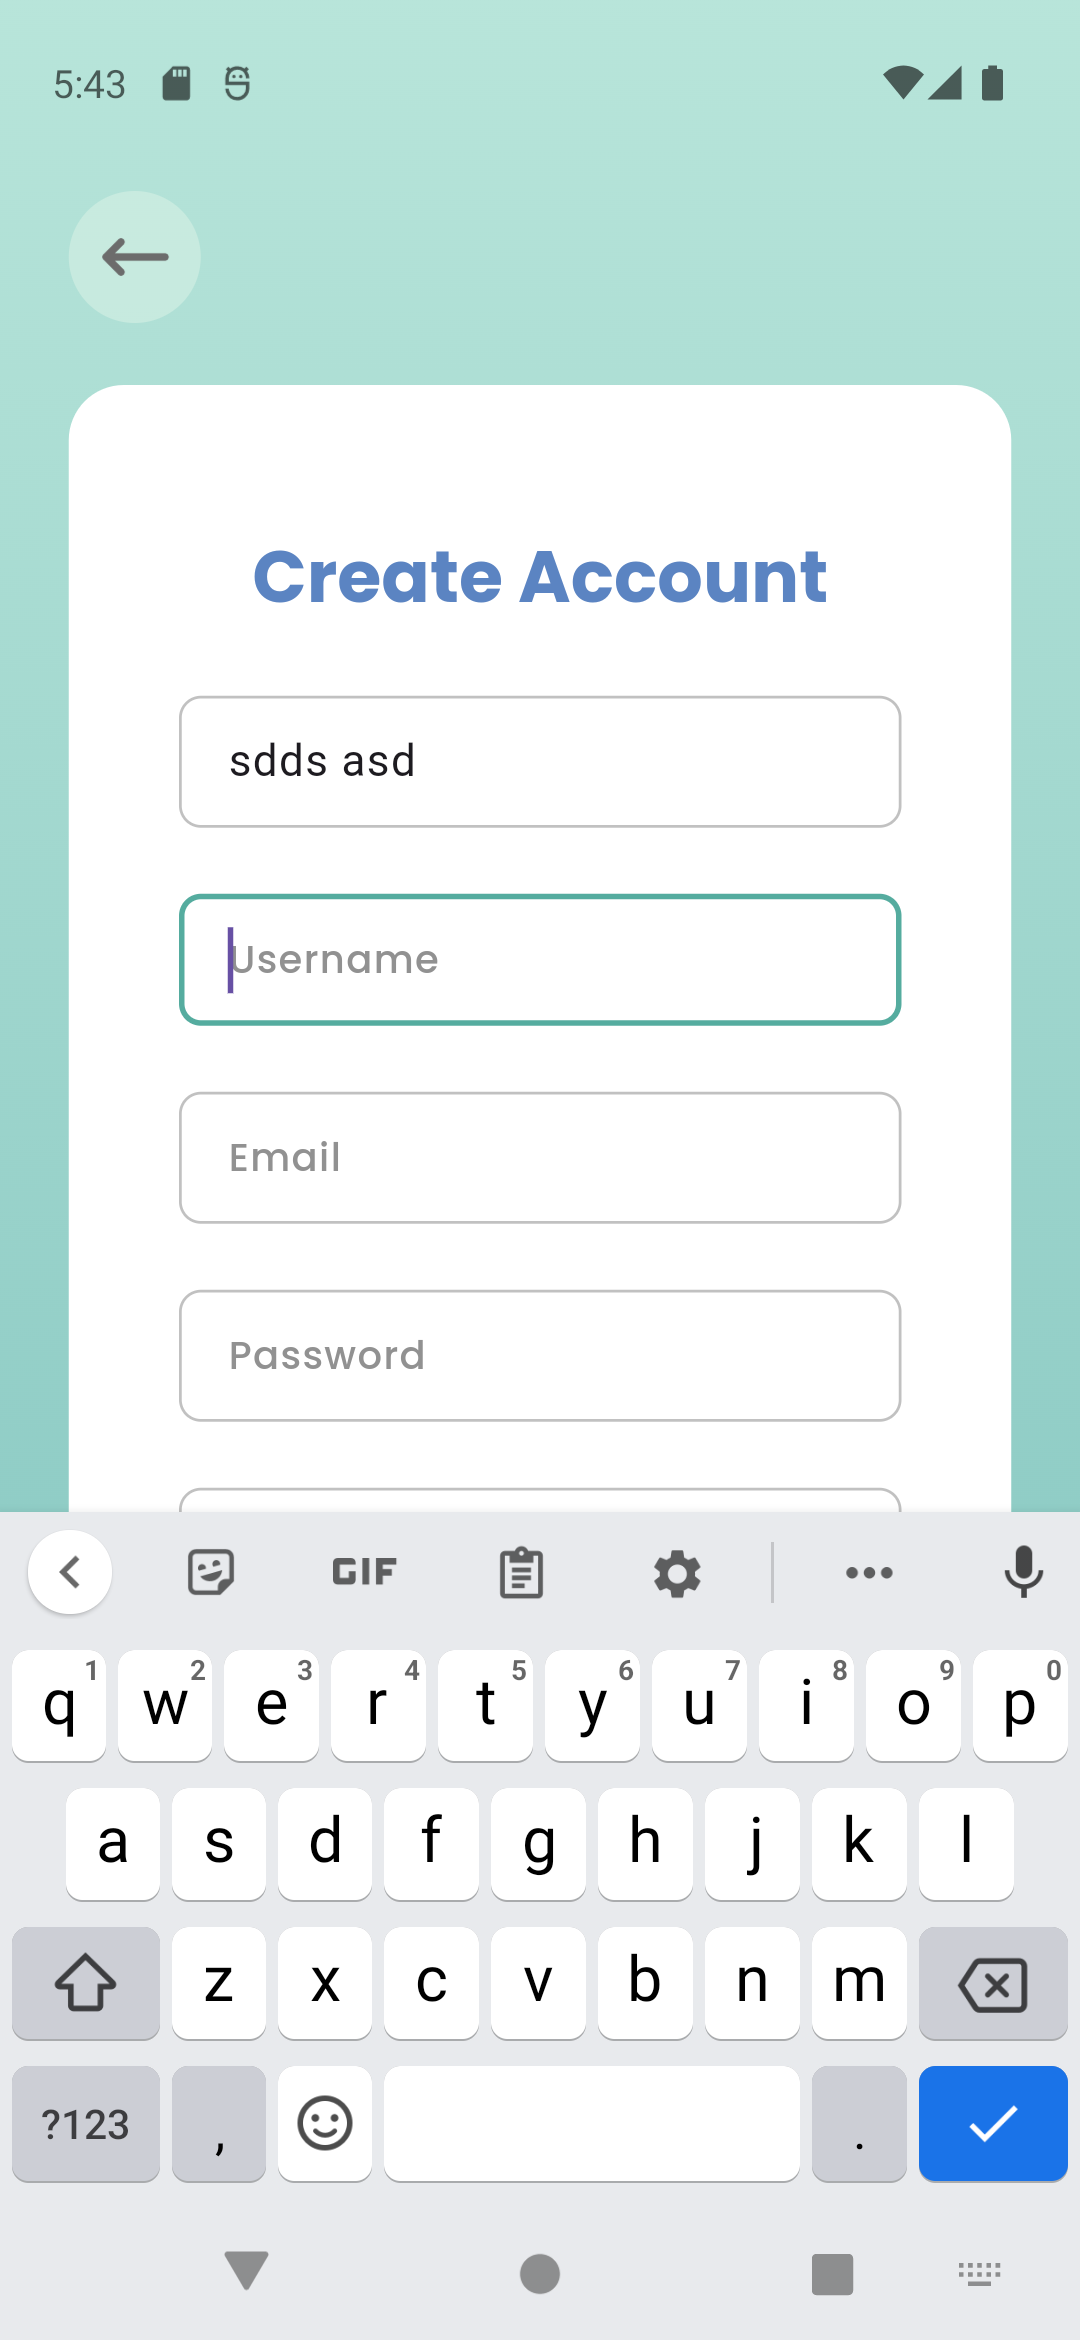 5:43
Create Account
sdds asd
Username
Email
Password
GIF
q 1 w 2 e 3 r 4 t 5 y 6 u 7 i 8 o 9 p 0
a s d f g h j k l
z x c v b n m
?123 , .